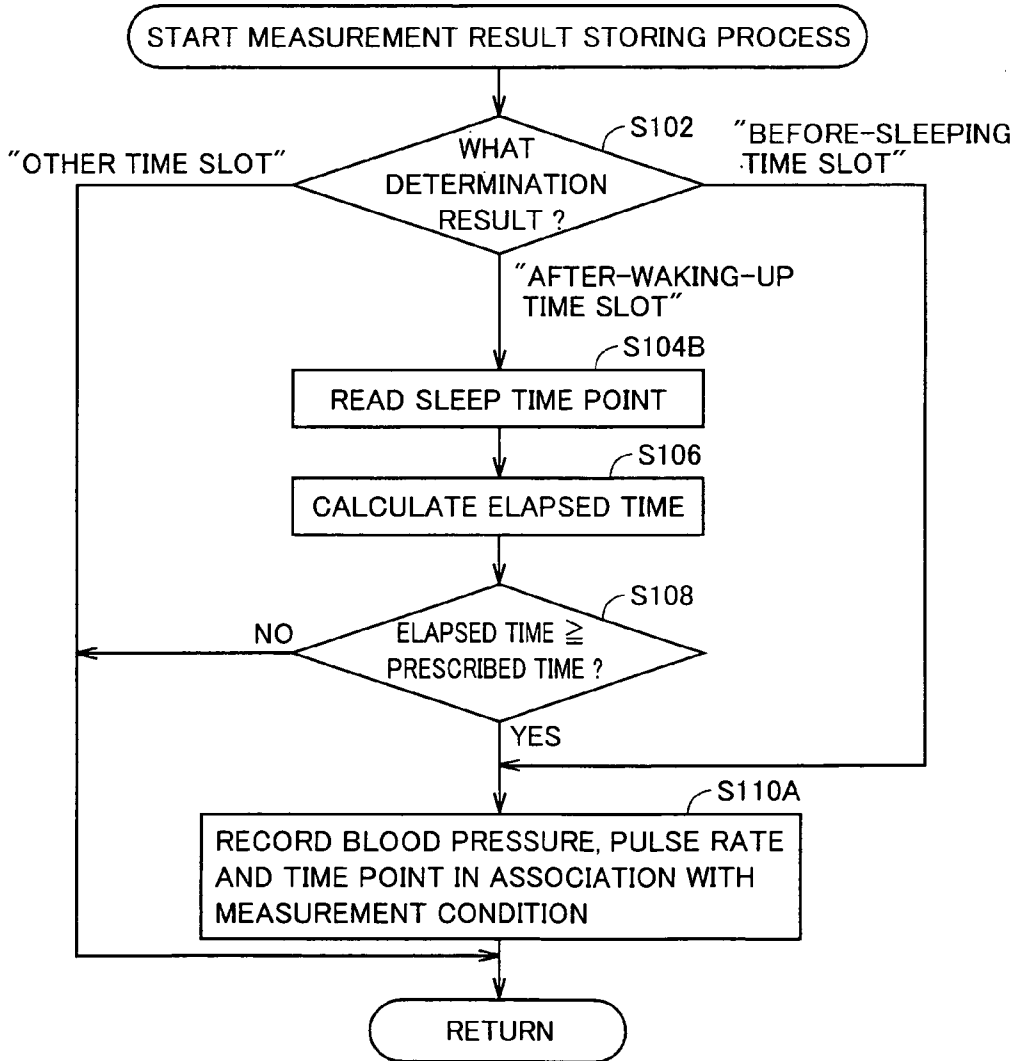 START MEASUREMENT RESULT STORING PROCESS
S102
"BEFORE-SLEEPING
TIME SLOT"
"OTHER TIME SLOT"
WHAT
DETERMINATION
RESULT ?
"AFTER-WAKING-UP
TIME SLOT"
S104B
READ SLEEP TIME POINT
S106
CALCULATE ELAPSED TIME
S108
NO
ELAPSED TIME ≧
PRESCRIBED TIME ?
YES
S110A
RECORD BLOOD PRESSURE, PULSE RATE
AND TIME POINT IN ASSOCIATION WITH
MEASUREMENT CONDITION
RETURN